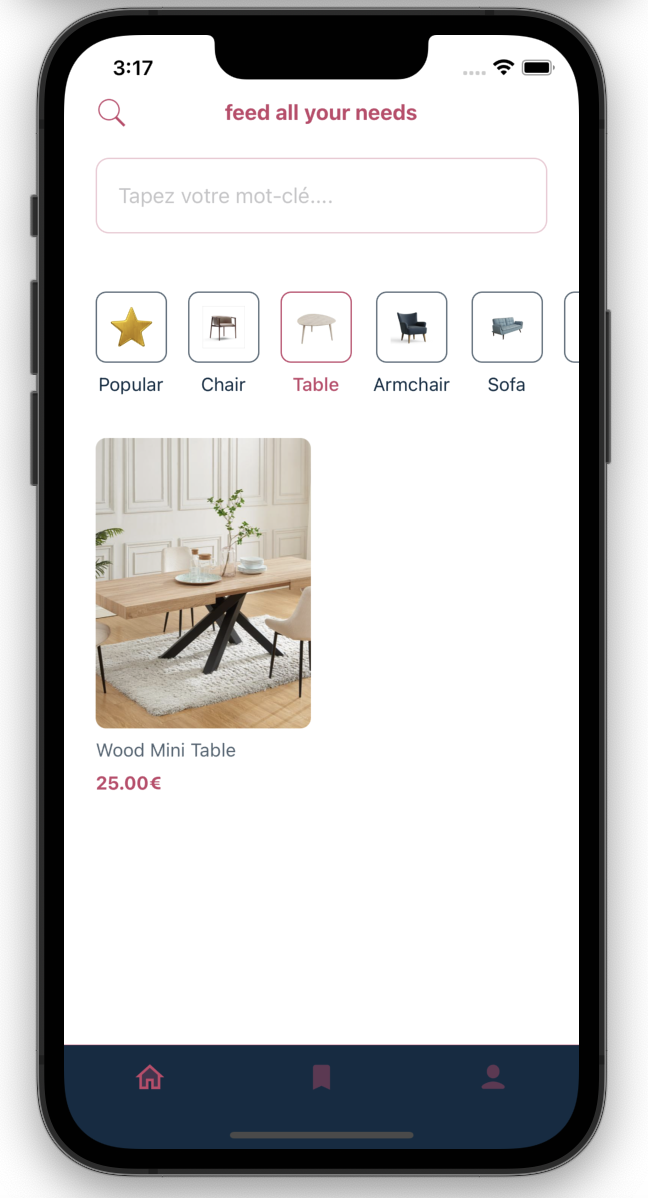 3:17
feed all your needs
Tapez votre mot-clé....
Popular Chair Table Armchair Sofa
Wood Mini Table
25.00€